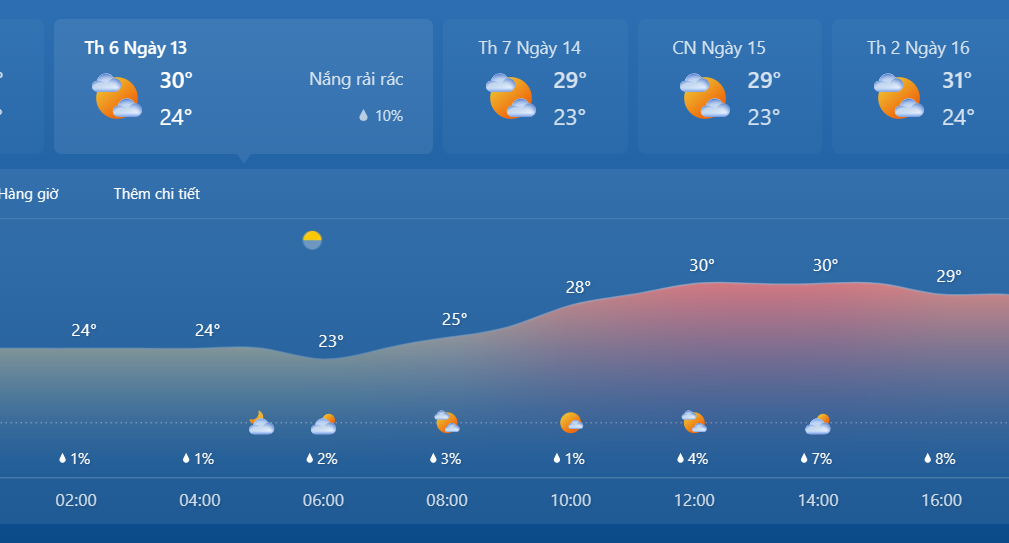 Th 6 Ngày 13
30°
24°
Nắng rải rác
10%
Th 7 Ngày 14
29°
23°
CN Ngày 15
29°
23°
Th 2 Ngày 16
31°
24°
Hàng giờ Thêm chi tiết
24° 24° 23° 25° 28° 30° 30° 29°
1% 1% 2% 3% 1% 4% 7% 8%
02:00 04:00 06:00 08:00 10:00 12:00 14:00 16:00